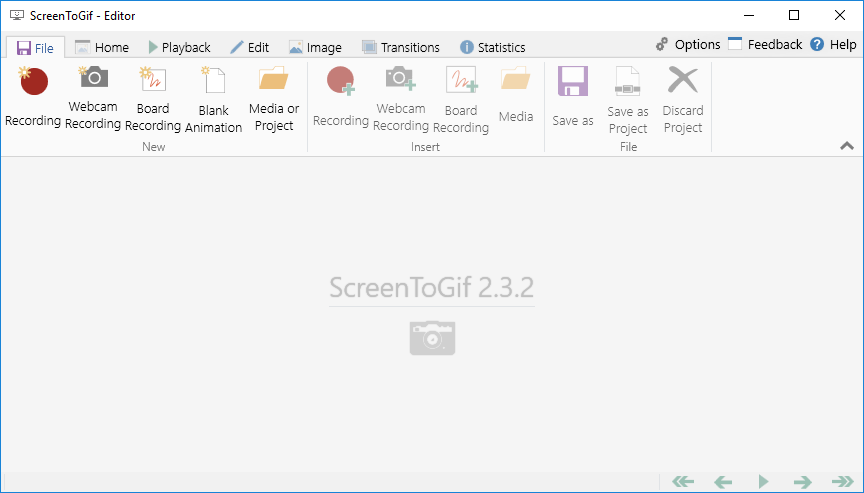 ScreenToGif - Editor
File Home Playback Edit Image Transitions Statistics Options Feedback Help
Recording
Webcam
Recording
Board
Recording
Blank
Animation
Media or
Project
New
Recording
Webcam
Recording
Board
Recording
Media
Insert
Save as
Save as
Project
Discard
Project
File
ScreenToGif 2.3.2